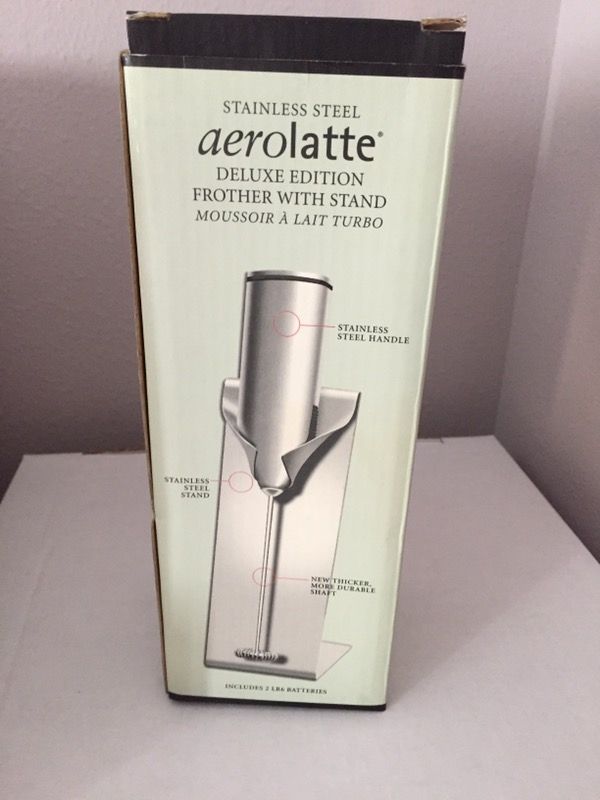 STAINLESS STEEL
aerolatte®
DELUXE EDITION
FROTHER WITH STAND
MOUSSOIR À LAIT TURBO
STAINLESS
STEEL HANDLE
STAINLESS
STEEL
STAND
NEW THICKER,
MORE DURABLE
SHAFT
INCLUDES 2 LR6 BATTERIES